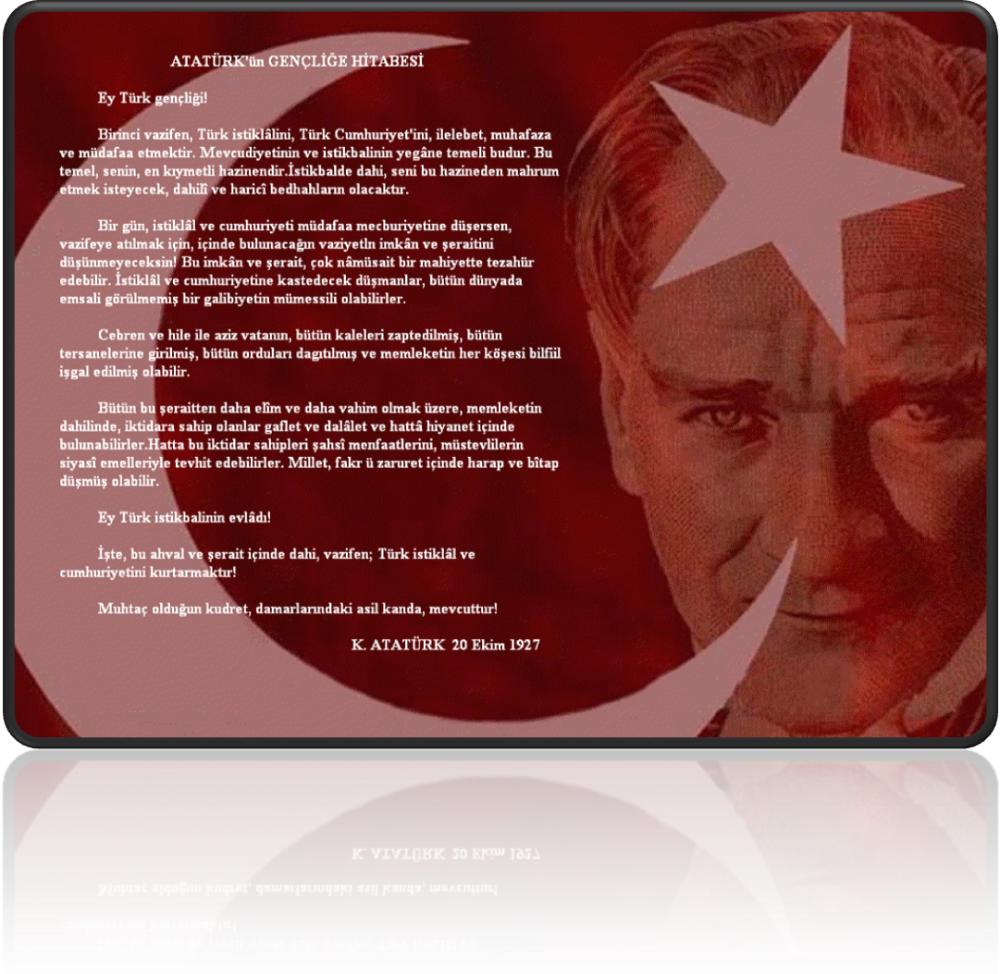 ATATÜRK'ün GENÇLİĞE HİTABESİ
Ey Türk gençliği!
Birinci vazifen, Türk istiklâlini, Türk Cumhuriyet'ini, ilelebet, muhafaza
ve müdafaa etmektir. Mevcudiyetinin ve istikbalinin yegâne temeli budur. Bu
temel, senin, en kıymetli hazinendir.İstikbalde dahi, seni bu hazineden mahrum
etmek isteyecek, dahilî ve haricî bedhahların olacaktır.
Bir gün, istiklâl ve cumhuriyeti müdafaa mecburiyetine düşersen,
vazifeye atılmak için, içinde bulunacağın vaziyetln imkân ve şeraitini
düşünmeyeceksin! Bu imkân ve şerait, çok nâmüsait bir mahiyette tezahür
edebilir. İstiklâl ve cumhuriyetine kastedecek düşmanlar, bütün dünyada
emsali görülmemiş bir galibiyetin mümessili olabilirler.
Cebren ve hile ile aziz vatanın, bütün kaleleri zaptedilmiş, bütün
tersanelerine girilmiş, bütün orduları dagıtılmış ve memleketin her köşesi bilfiil
işgal edilmiş olabilir.
Bütün bu şeraitten daha elîm ve daha vahim olmak üzere, memleketin
dahilinde, iktidara sahip olanlar gaflet ve dalâlet ve hattâ hiyanet içinde
bulunabilirler.Hatta bu iktidar sahipleri şahsî menfaatlerini, müstevlilerin
siyasî emelleriyle tevhit edebilirler. Millet, fakr ü zaruret içinde harap ve bîtap
düşmüş olabilir.
Ey Türk istikbalinin evlâdı!
İşte, bu ahval ve şerait içinde dahi, vazifen; Türk istiklâl ve
cumhuriyetini kurtarmaktır!
Muhtaç olduğun kudret, damarlarındaki asil kanda, mevcuttur!
K. ATATÜRK 20 Ekim 1927